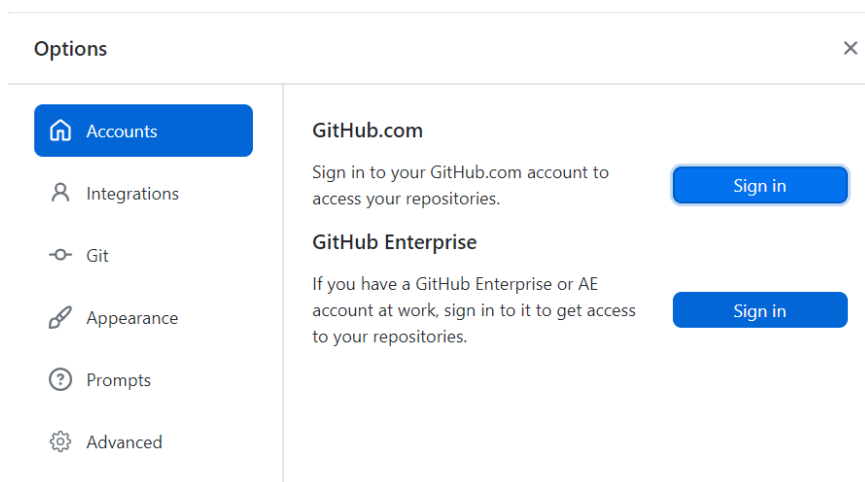 Options
Accounts
Integrations
Git
Appearance
Prompts
Advanced
GitHub.com
Sign in to your GitHub.com account to
access your repositories.
Sign in
GitHub Enterprise
If you have a GitHub Enterprise or AE
account at work, sign in to it to get access
to your repositories.
Sign in